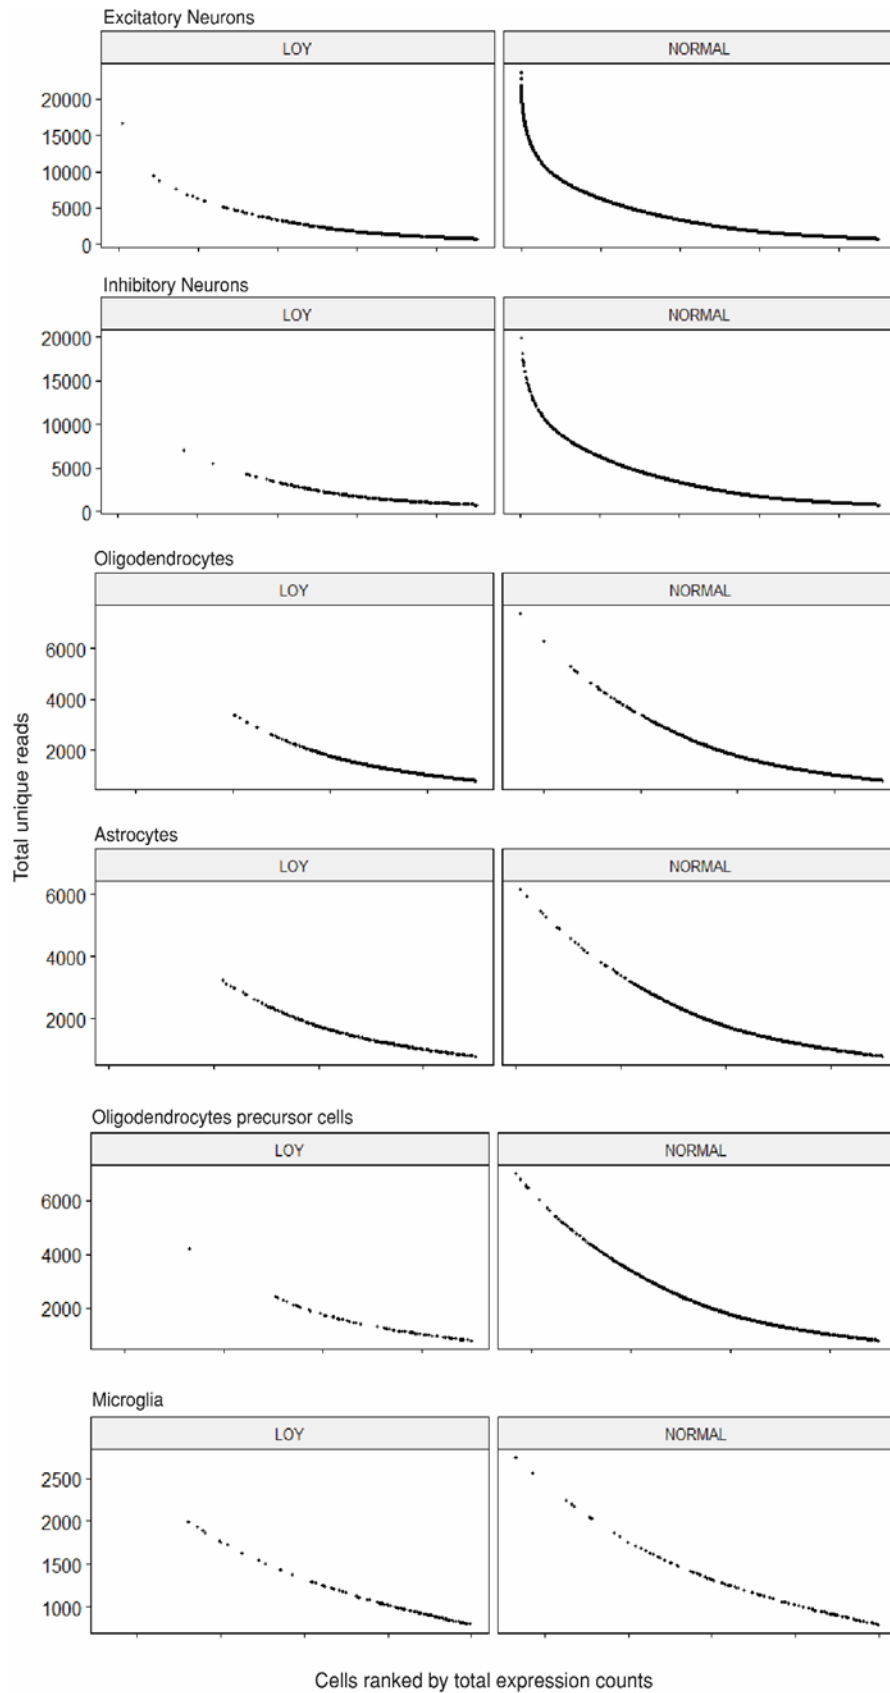 Excitatory Neurons
LOY NORMAL
20000
15000
10000
5000
0
Inhibitory Neurons
LOY NORMAL
20000
15000
10000
5000
0
Oligodendrocytes
LOY NORMAL
6000
4000
2000
Total unique reads
Astrocytes
LOY NORMAL
6000
4000
2000
Oligodendrocytes precursor cells
LOY NORMAL
6000
4000
2000
Microglia
LOY NORMAL
2500
2000
1500
1000
Cells ranked by total expression counts